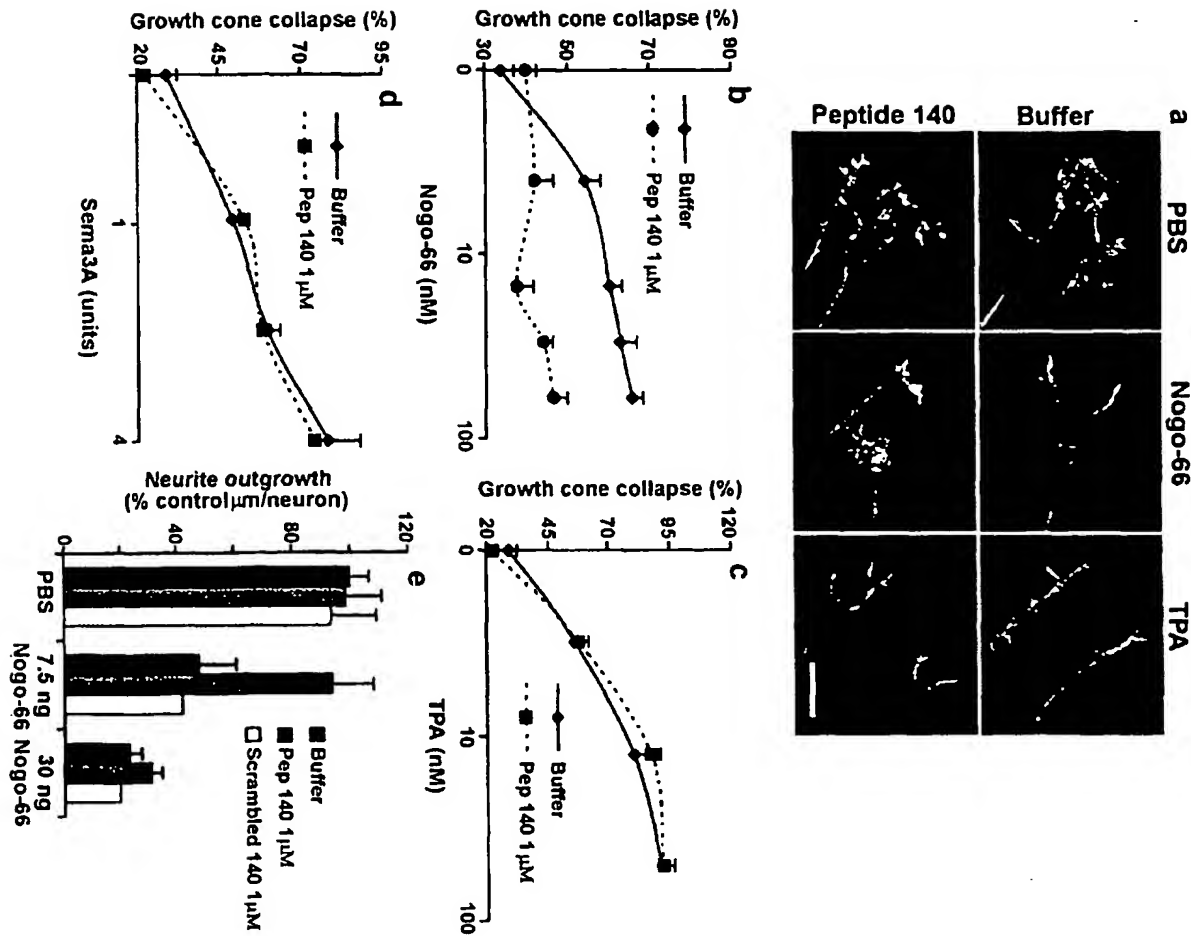 a
PBS
Nogo-66
TPA
Buffer
Peptide 140
b
Growth cone collapse (%)
90
70
50
30
0
10
100
Nogo-66 (nM)
Buffer
Pep 140 1μM
c
Growth cone collapse (%)
120
95
70
45
20
0
10
100
TPA (nM)
Buffer
Pep 140 1μM
d
Growth cone collapse (%)
95
70
45
20
1
4
Sema3A (units)
Buffer
Pep 140 1μM
e
Neurite outgrowth
(% control μm/neuron)
120
80
40
0
PBS
7.5 ng
Nogo-66
30 ng
Nogo-66
Buffer
Pep 140 1μM
Scrambled 140 1μM